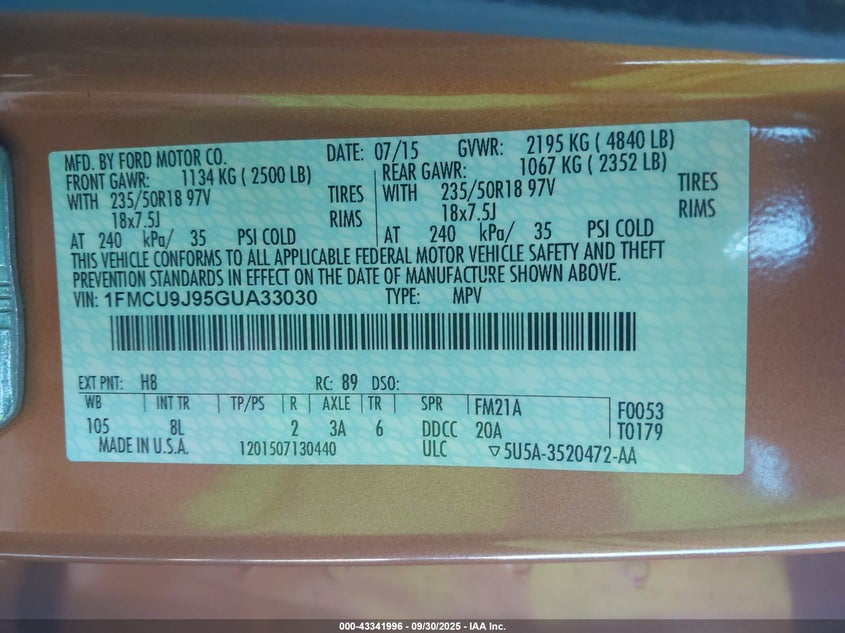 MFD. BY FORD MOTOR CO. DATE: 07/15 GVWR: 2195 KG ( 4840 LB)
FRONT GAWR: 1134 KG ( 2500 LB) REAR GAWR: 1067 KG ( 2352 LB)
WITH 235/50R18 97V TIRES WITH 235/50R18 97V TIRES
18x7.5J RIMS 18x7.5J RIMS
AT 240 kPa/ 35 PSI COLD AT 240 kPa/ 35 PSI COLD
THIS VEHICLE CONFORMS TO ALL APPLICABLE FEDERAL MOTOR VEHICLE SAFETY AND THEFT
PREVENTION STANDARDS IN EFFECT ON THE DATE OF MANUFACTURE SHOWN ABOVE.
VIN: 1FMCU9J95GUA33030 TYPE: MPV
EXT PNT: H8 RC: 89 DSO:
WB INT TR TP/PS R AXLE TR SPR FM21A F0053
105 8L 2 3A 6 DDCC 20A T0179
MADE IN U.S.A. 1201507130440 ULC ▽5U5A-3520472-AA
000-43341996 - 09/30/2025 - IAA Inc.